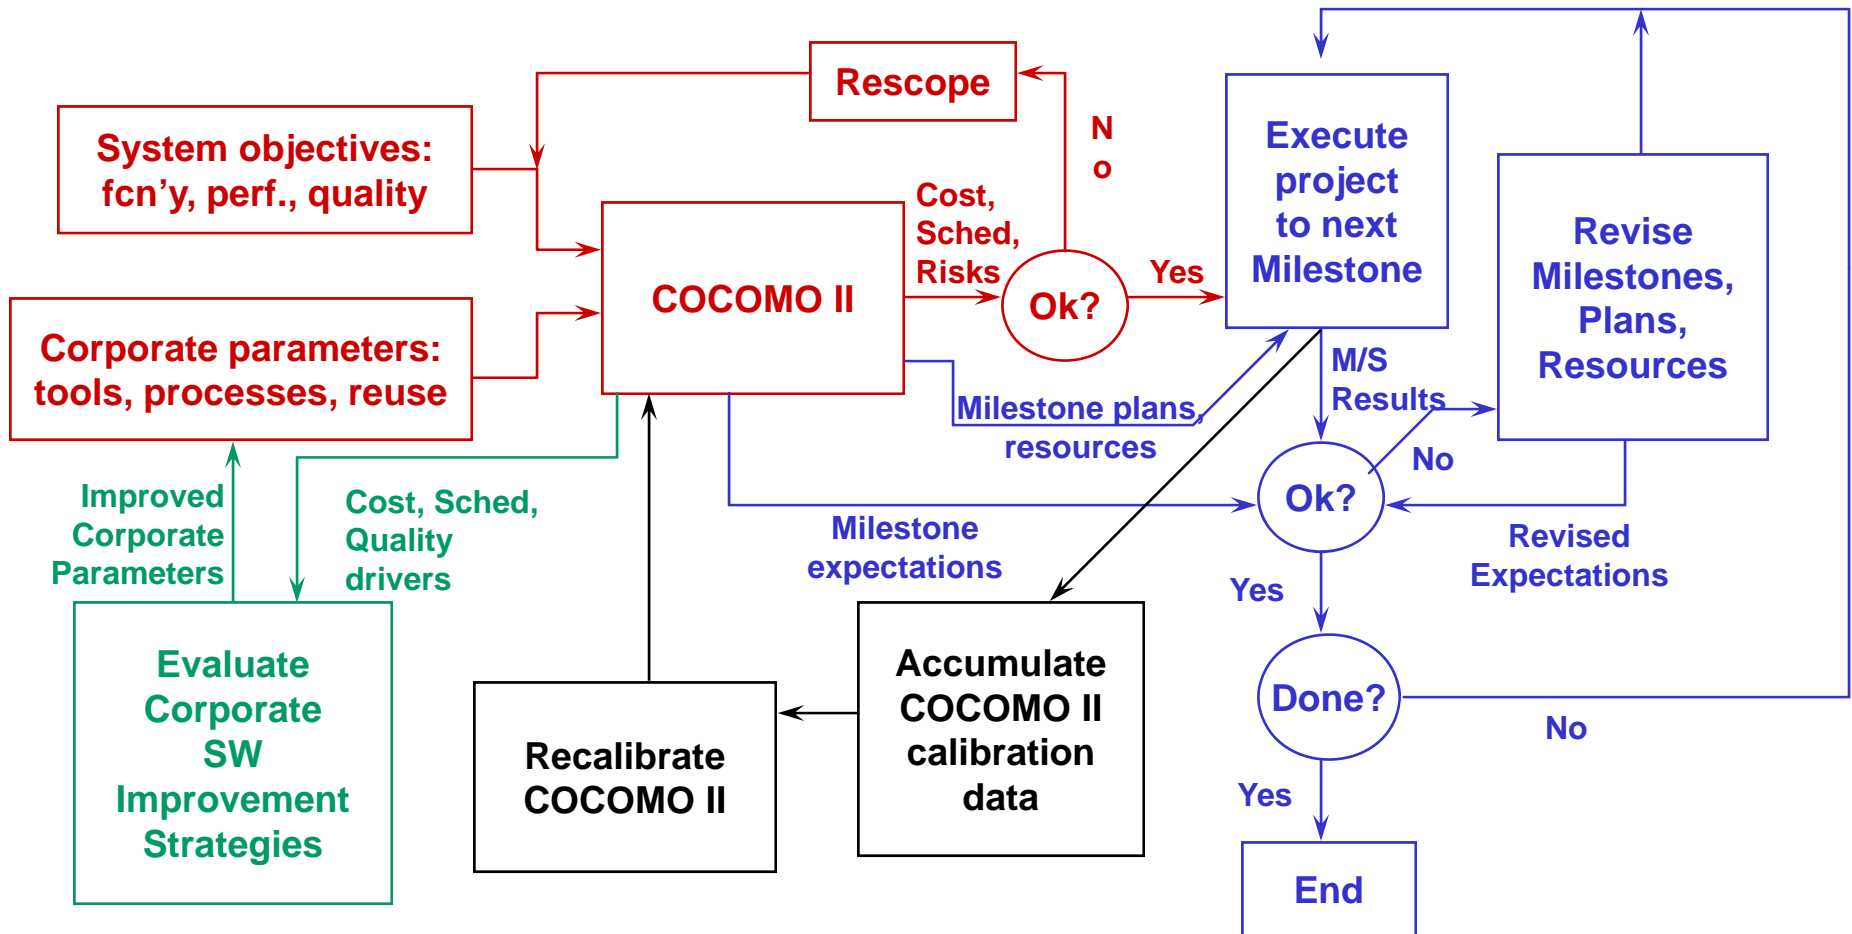 Rescope
System objectives:
fcn'y, perf., quality
N
o
Cost,
Sched,
Risks
Execute
project
to next
Milestone
Revise
Milestones,
Plans,
Resources
COCOMO II
Ok?
Yes
Corporate parameters:
tools, processes, reuse
M/S
Results
Milestone plans,
resources
No
Improved
Corporate
Parameters
Cost, Sched,
Quality
drivers
Ok?
Milestone
expectations
Revised
Expectations
Yes
Evaluate
Corporate
SW
Improvement
Strategies
Accumulate
COCOMO II
calibration
data
Recalibrate
COCOMO II
Done?
No
Yes
End